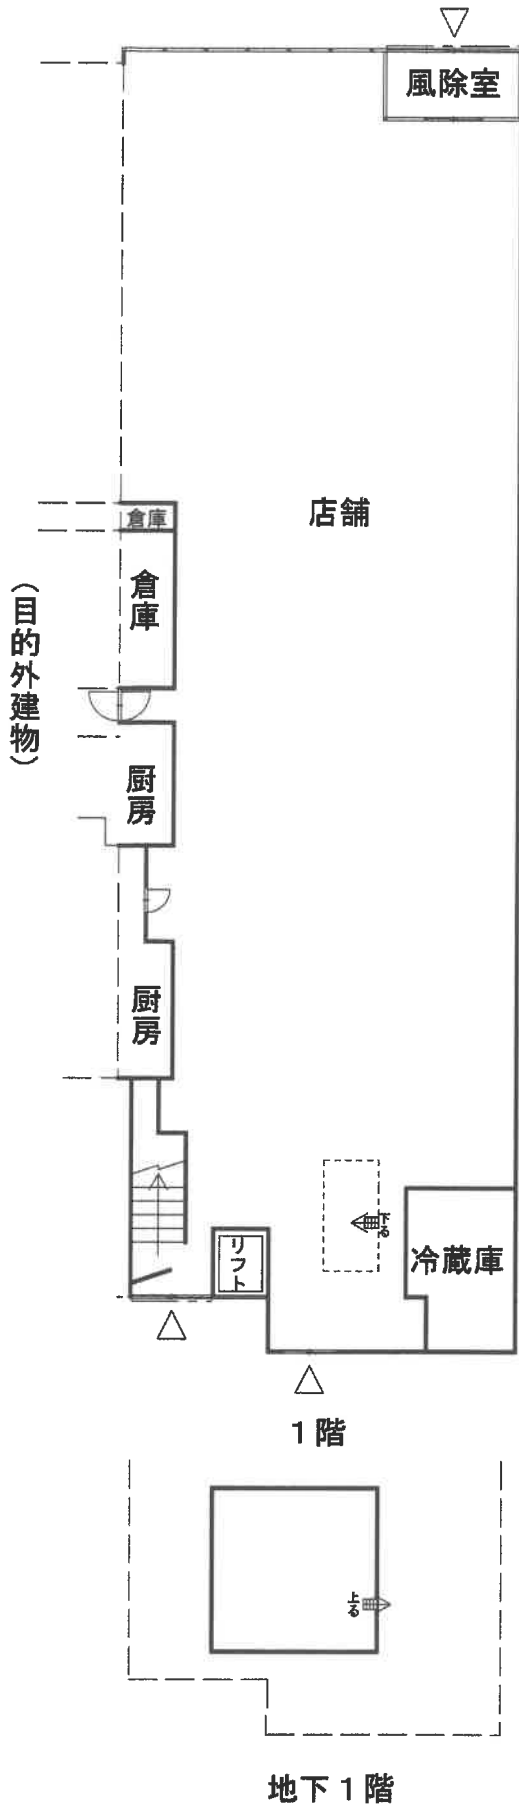 風除室
店舗
倉庫
倉庫
（目的外建物）
厨房
厨房
下る
リフト
冷蔵庫
1階
上る
地下1階